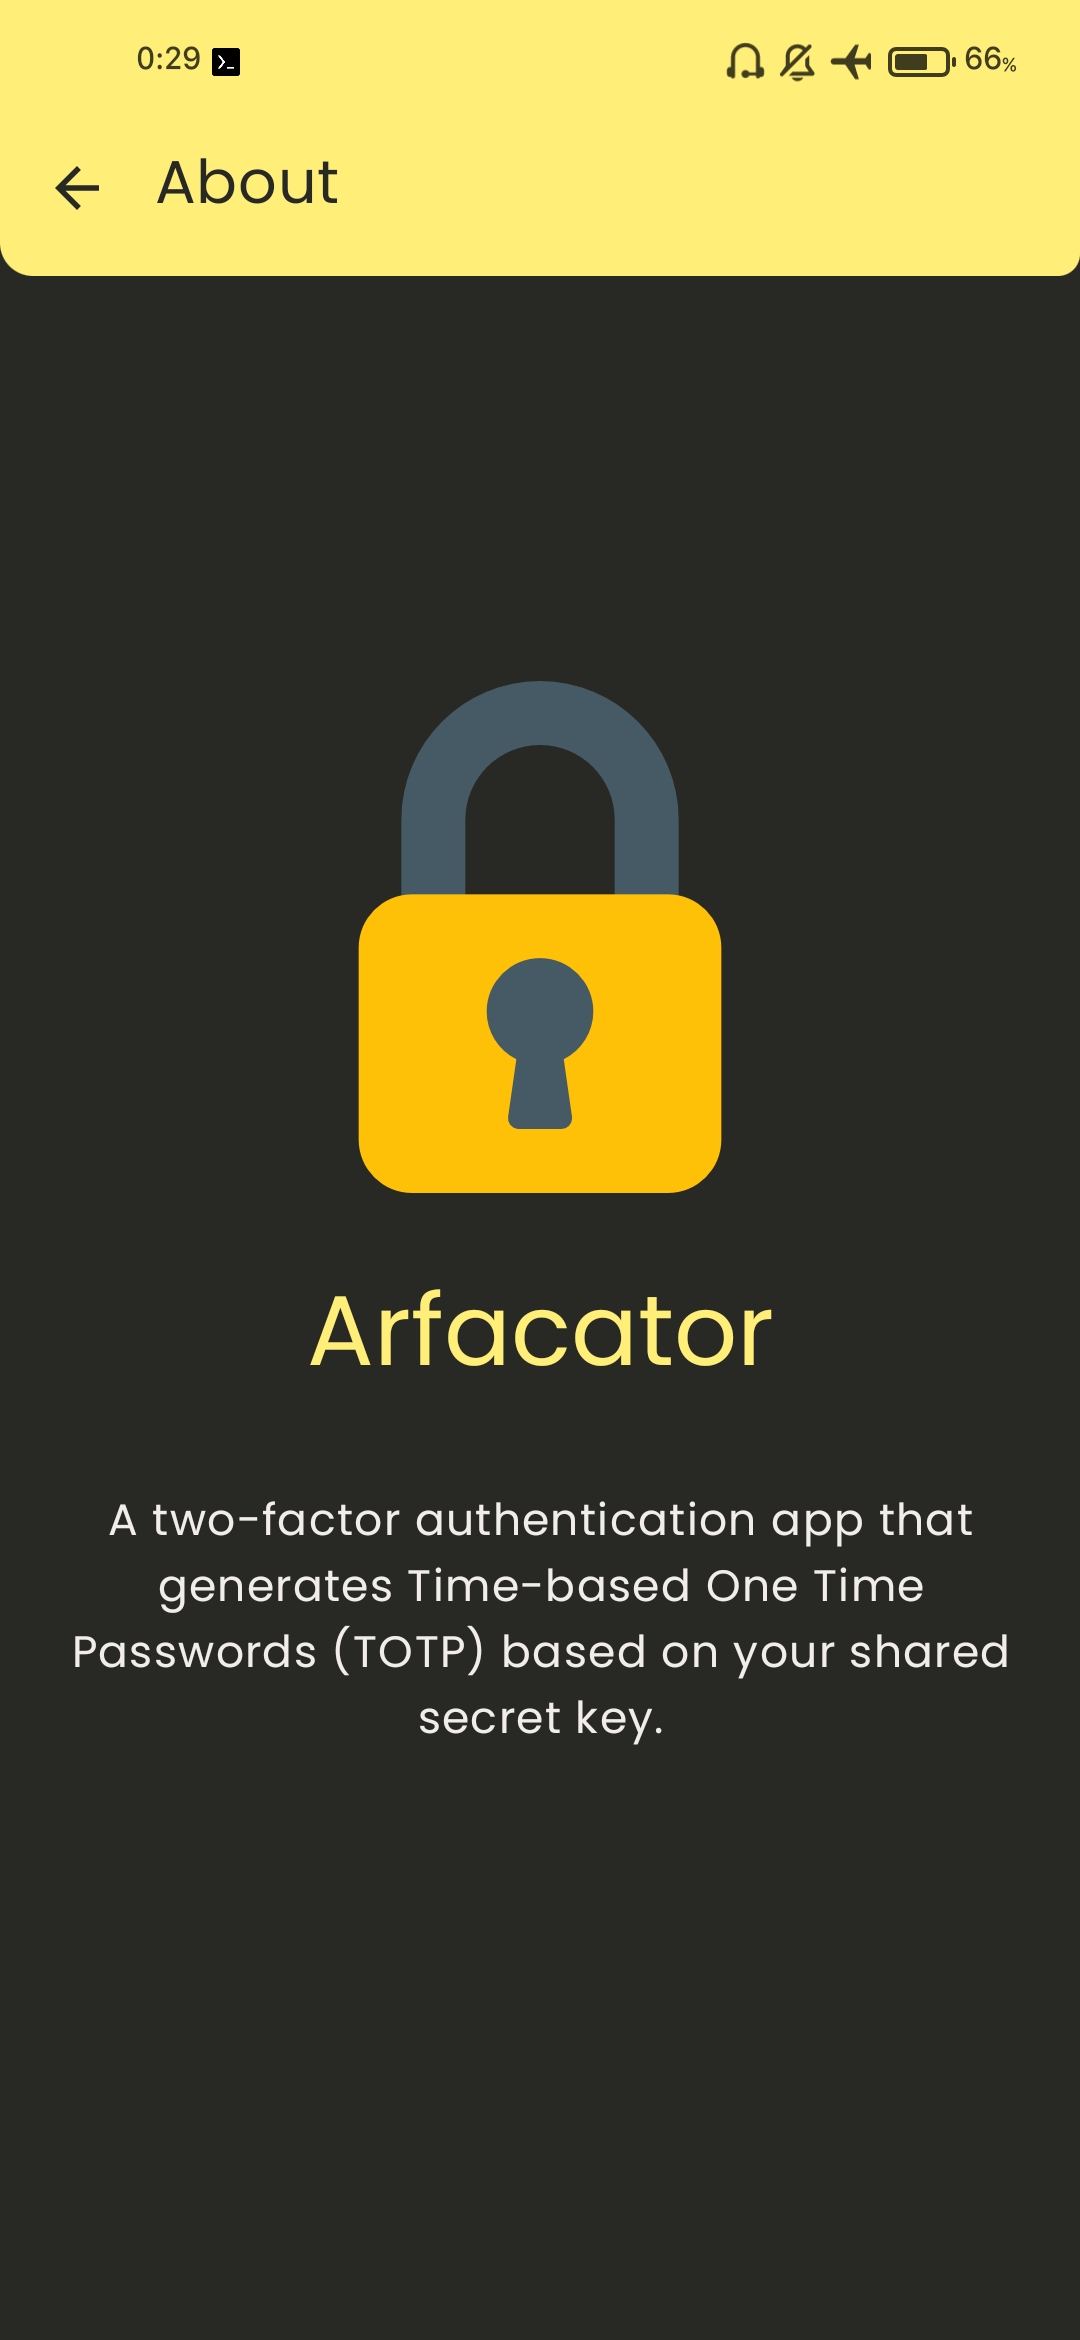 0:29
66%
About
Arfacator
A two-factor authentication app that
generates Time-based One Time
Passwords (TOTP) based on your shared
secret key.